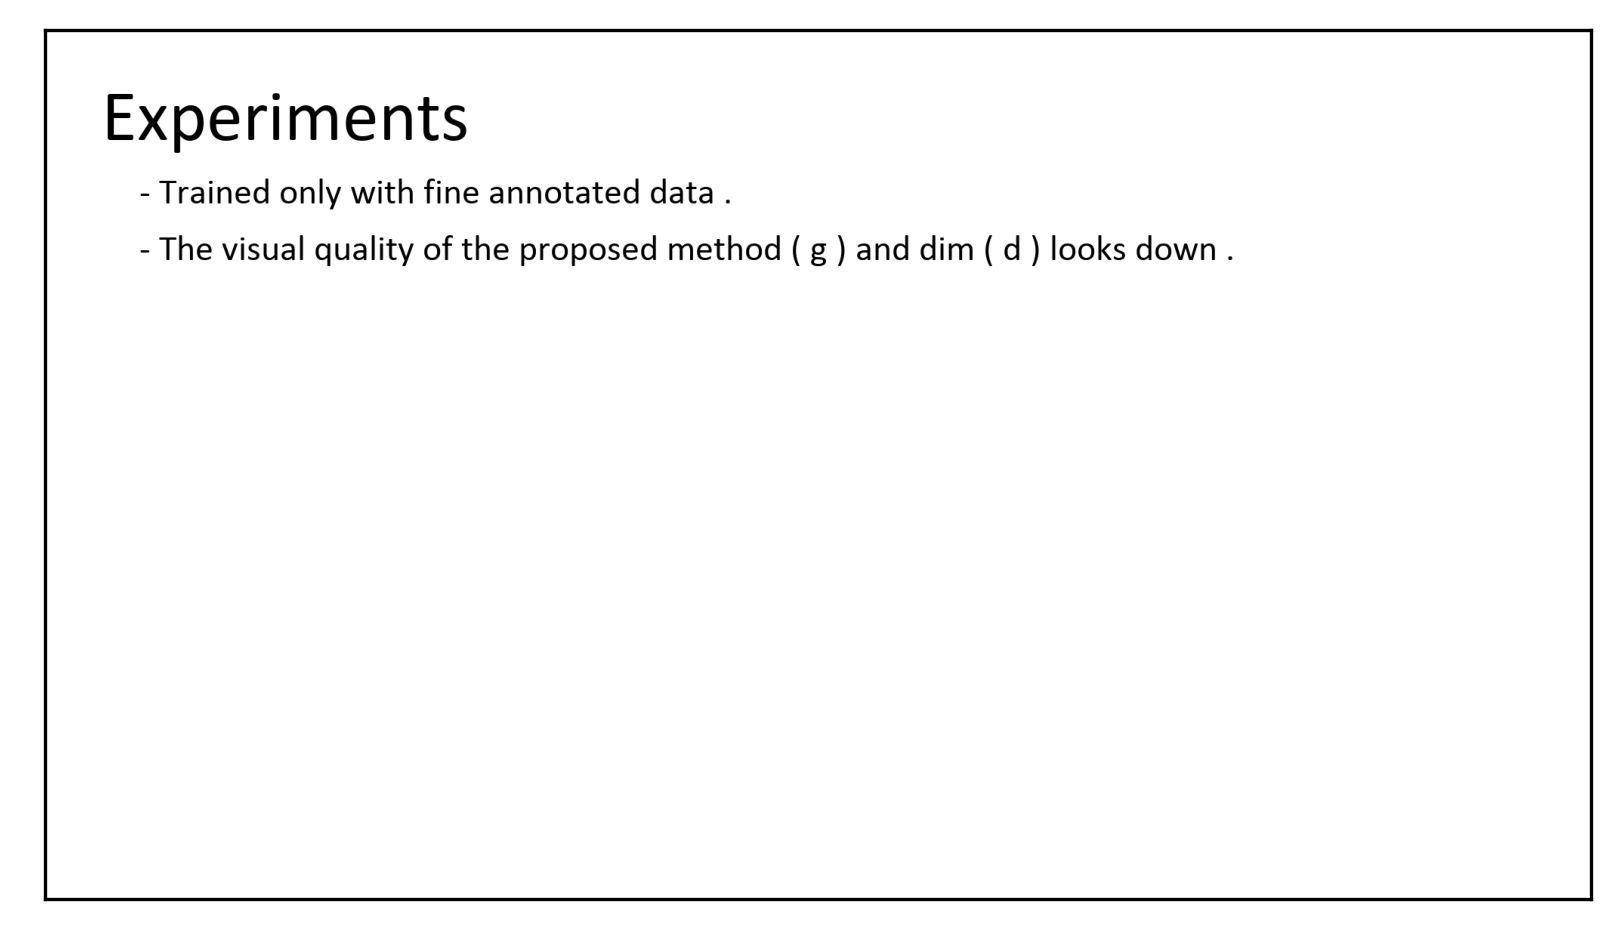 Experiments
- Trained only with fine annotated data .
- The visual quality of the proposed method ( g ) and dim ( d ) looks down .